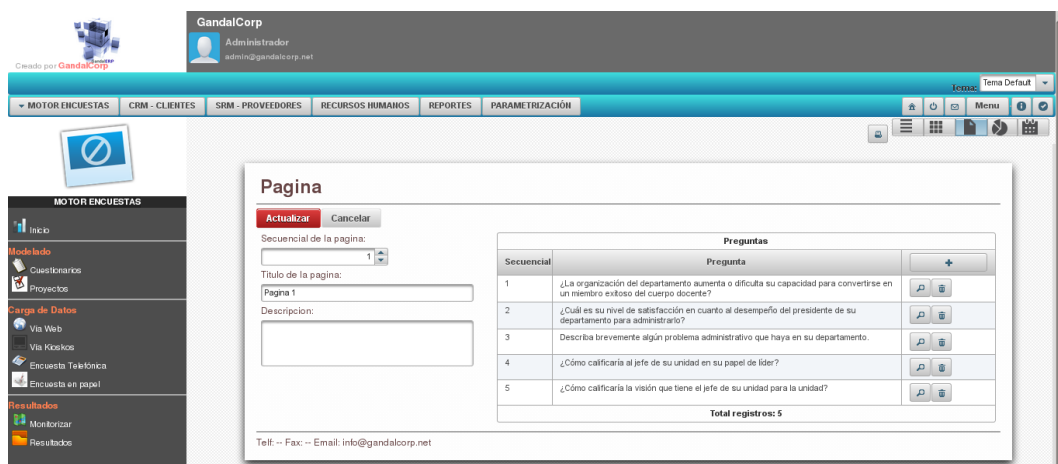 GandalCorp
Administrador
admin@gandalcorp.net
Creado por GandalCorp
Tema: Tema Default
MOTOR ENCUESTAS CRM - CLIENTES SRM - PROVEEDORES RECURSOS HUMANOS REPORTES PARAMETRIZACIÓN Menu
MOTOR ENCUESTAS
Inicio
Modelado
Cuestionarios
Proyectos
Carga de Datos
Via Web
Via Kioskos
Encuesta Telefónica
Encuesta en papel
Resultados
Monitorizar
Resultados
Pagina
Actualizar Cancelar
Secuencial de la pagina:
1
Titulo de la pagina:
Pagina 1
Descripcion:
Preguntas
Secuencial Pregunta
1 ¿La organización del departamento aumenta o dificulta su capacidad para convertirse en
un miembro exitoso del cuerpo docente?
2 ¿Cuál es su nivel de satisfacción en cuanto al desempeño del presidente de su
departamento para administrarlo?
3 Describa brevemente algún problema administrativo que haya en su departamento.
4 ¿Cómo calificaría al jefe de su unidad en su papel de líder?
5 ¿Cómo calificaría la visión que tiene el jefe de su unidad para la unidad?
Total registros: 5
Telf: -- Fax: -- Email: info@gandalcorp.net